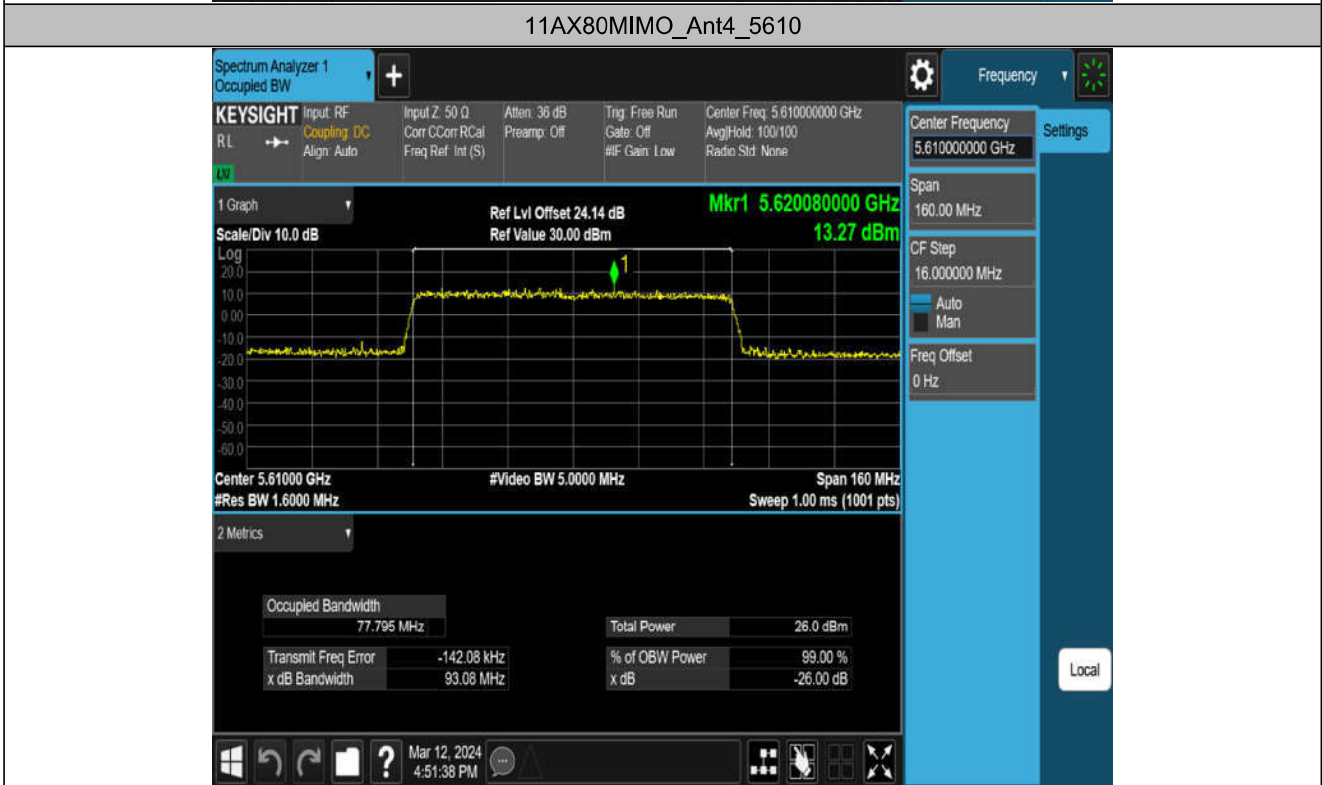 11AX80MIMO_Ant4_5610
Spectrum Analyzer 1
Occupied BW
Frequency
KEYSIGHT
RL
LXI
Input: RF
Coupling: DC
Align: Auto
Input Z: 50 Ω
Corr CCorr RCal
Freq Ref: Int (S)
Atten: 36 dB
Preamp: Off
Trig: Free Run
Gate: Off
#IF Gain: Low
Center Freq: 5.610000000 GHz
Avg|Hold: 100/100
Radio Std: None
Center Frequency
5.610000000 GHz
Settings
Span
160.00 MHz
CF Step
16.000000 MHz
Auto
Man
Freq Offset
0 Hz
Local
1 Graph
Scale/Div 10.0 dB
Ref Lvl Offset 24.14 dB
Ref Value 30.00 dBm
Mkr1 5.620080000 GHz
13.27 dBm
Log
20.0
10.0
0.00
-10.0
-20.0
-30.0
-40.0
-50.0
-60.0
1
Center 5.61000 GHz
#Video BW 5.0000 MHz
Span 160 MHz
#Res BW 1.6000 MHz
Sweep 1.00 ms (1001 pts)
2 Metrics
Occupied Bandwidth
77.795 MHz
Total Power 26.0 dBm
Transmit Freq Error -142.08 kHz
% of OBW Power 99.00 %
x dB Bandwidth 93.08 MHz
x dB -26.00 dB
?
Mar 12, 2024
4:51:38 PM